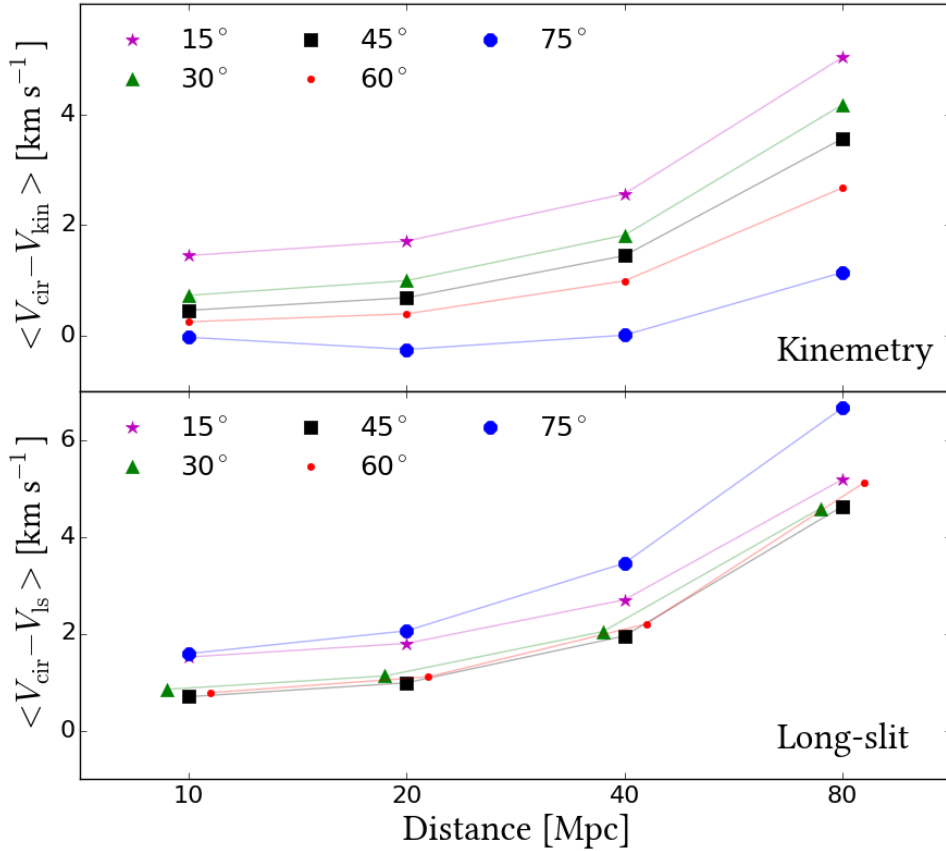 <V_cir − V_kin> [km s⁻¹]
15° 45° 75°
30° 60°
4
2
0
Kinemetry
<V_cir − V_ls> [km s⁻¹]
15° 45° 75°
30° 60°
6
4
2
0
Long-slit
10 20 40 80
Distance [Mpc]